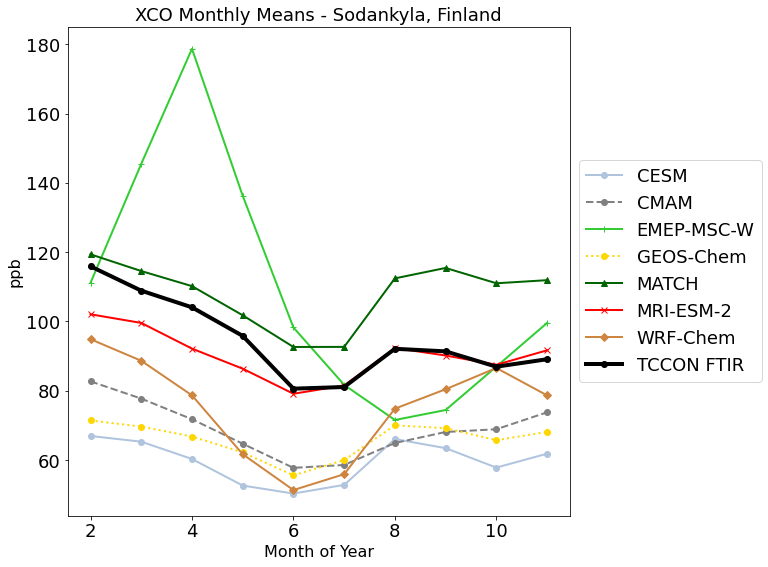 XCO Monthly Means - Sodankyla, Finland
ppb
180
160
140
120
100
80
60
2
4
6
8
10
Month of Year
CESM
CMAM
EMEP-MSC-W
GEOS-Chem
MATCH
MRI-ESM-2
WRF-Chem
TCCON FTIR